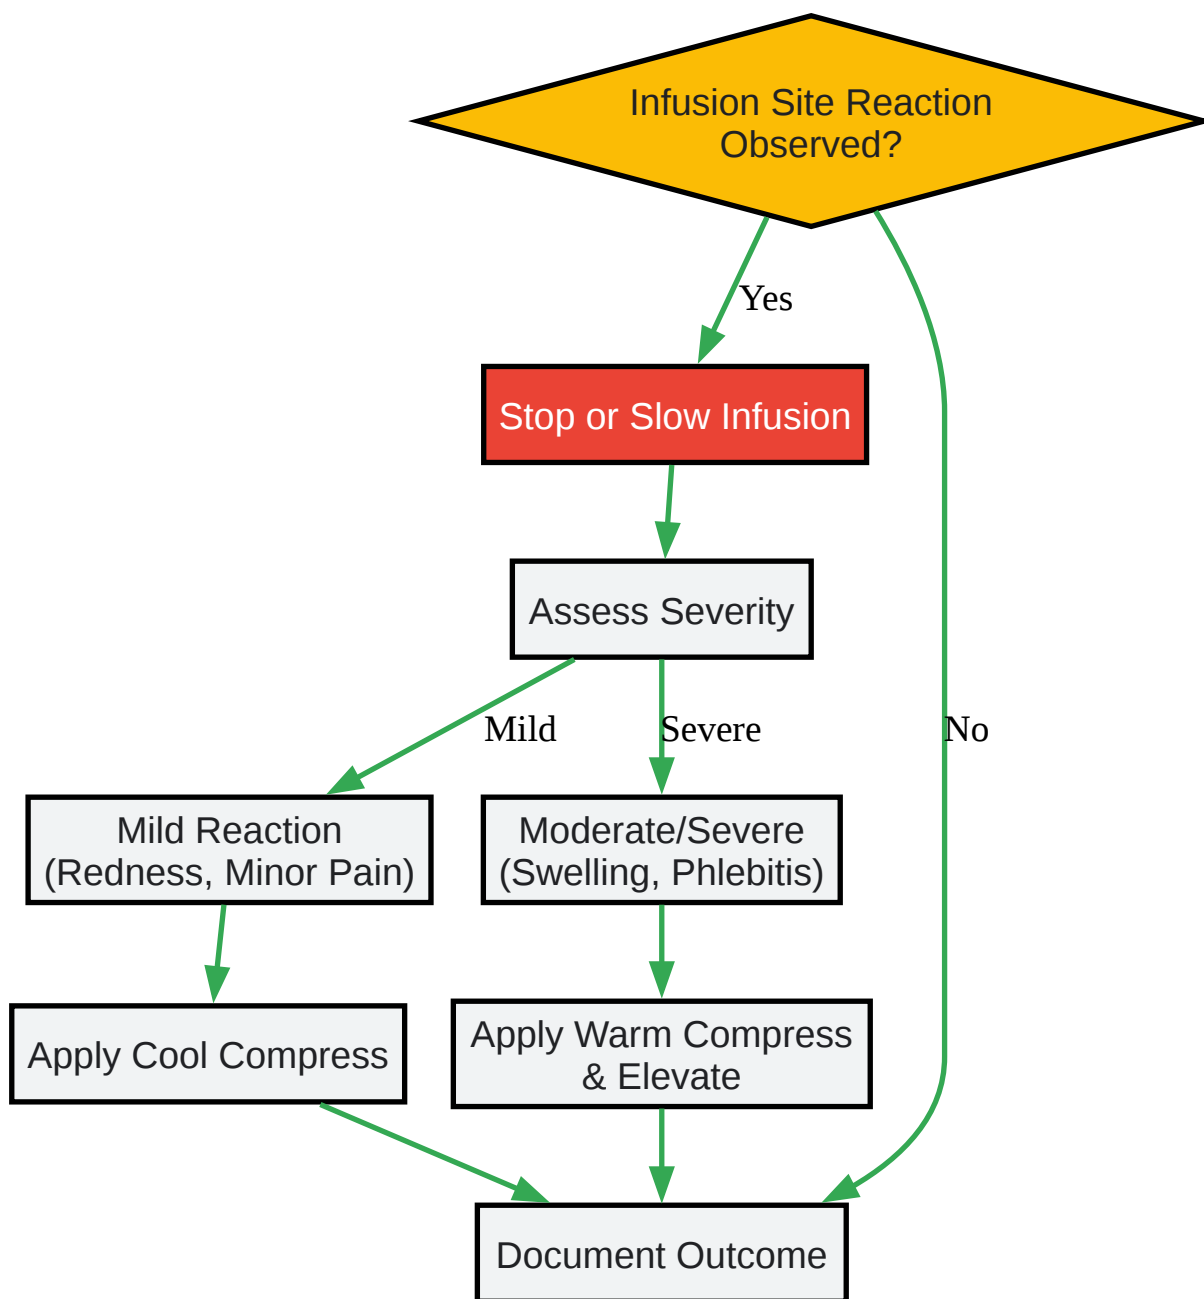 Infusion Site Reaction
Observed?
Yes
Stop or Slow Infusion
Assess Severity
Mild
Severe
No
Mild Reaction
(Redness, Minor Pain)
Moderate/Severe
(Swelling, Phlebitis)
Apply Cool Compress
Apply Warm Compress
& Elevate
Document Outcome